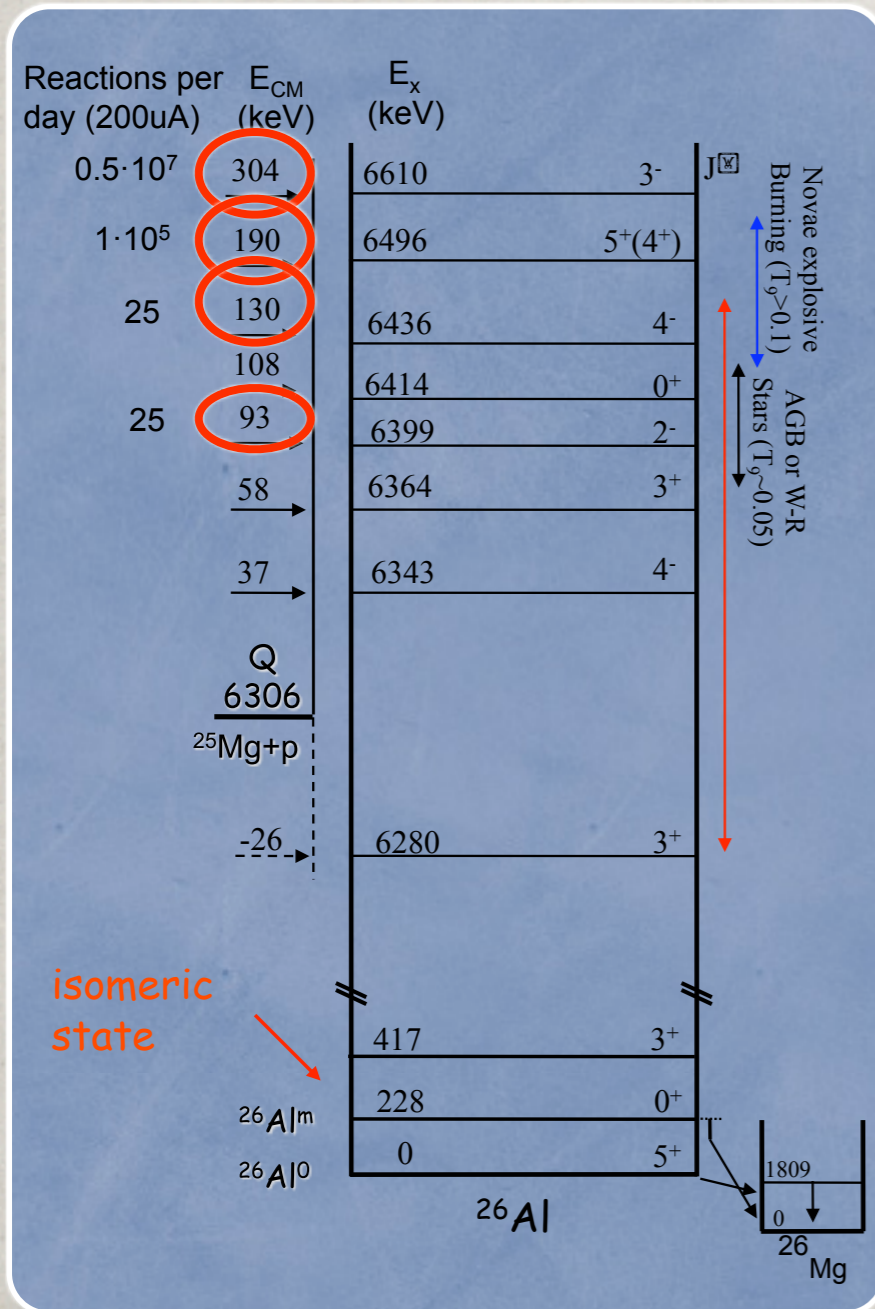 Reactions per day (200uA) E_CM (keV) E_x (keV)
J
0.5·10⁷ 304 6610 3⁻
1·10⁵ 190 6496 5⁺(4⁺)
25 130 6436 4⁻
108 6414 0⁺
25 93 6399 2⁻
58 6364 3⁺
37 6343 4⁻
Novae explosive
Burning (T₉>0.1)
AGB or W-R
Stars (T₉~0.05)
Q
6306
²⁵Mg+p
-26 6280 3⁺
isomeric
state
417 3⁺
²⁶Alᵐ 228 0⁺
²⁶Al⁰ 0 5⁺
²⁶Al
1809
0
²⁶Mg